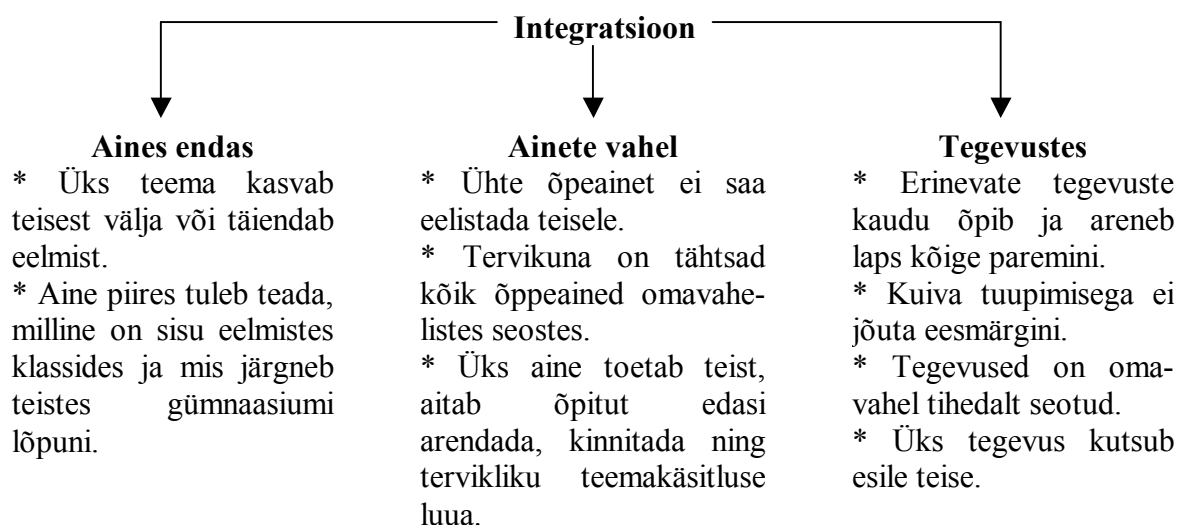 Integratsioon
Aines endas
* Üks teema kasvab
teisest välja või täiendab
eelmist.
* Aine piires tuleb teada,
milline on sisu eelmistes
klassides ja mis järgneb
teistes gümnaasiumi
lõpuni.
Ainete vahel
* Ühte õpeainet ei saa
eelistada teisele.
* Tervikuna on tähtsad
kõik õppeained omavahe-
listes seostes.
* Üks aine toetab teist,
aitab õpitut edasi
arendada, kinnitada ning
tervikliku teemakäsitluse
luua.
Tegevustes
* Erinevate tegevuste
kaudu õpib ja areneb
laps kõige paremini.
* Kuiva tuupimisega ei
jõuta eesmärgini.
* Tegevused on oma-
vahel tihedalt seotud.
* Üks tegevus kutsub
esile teise.